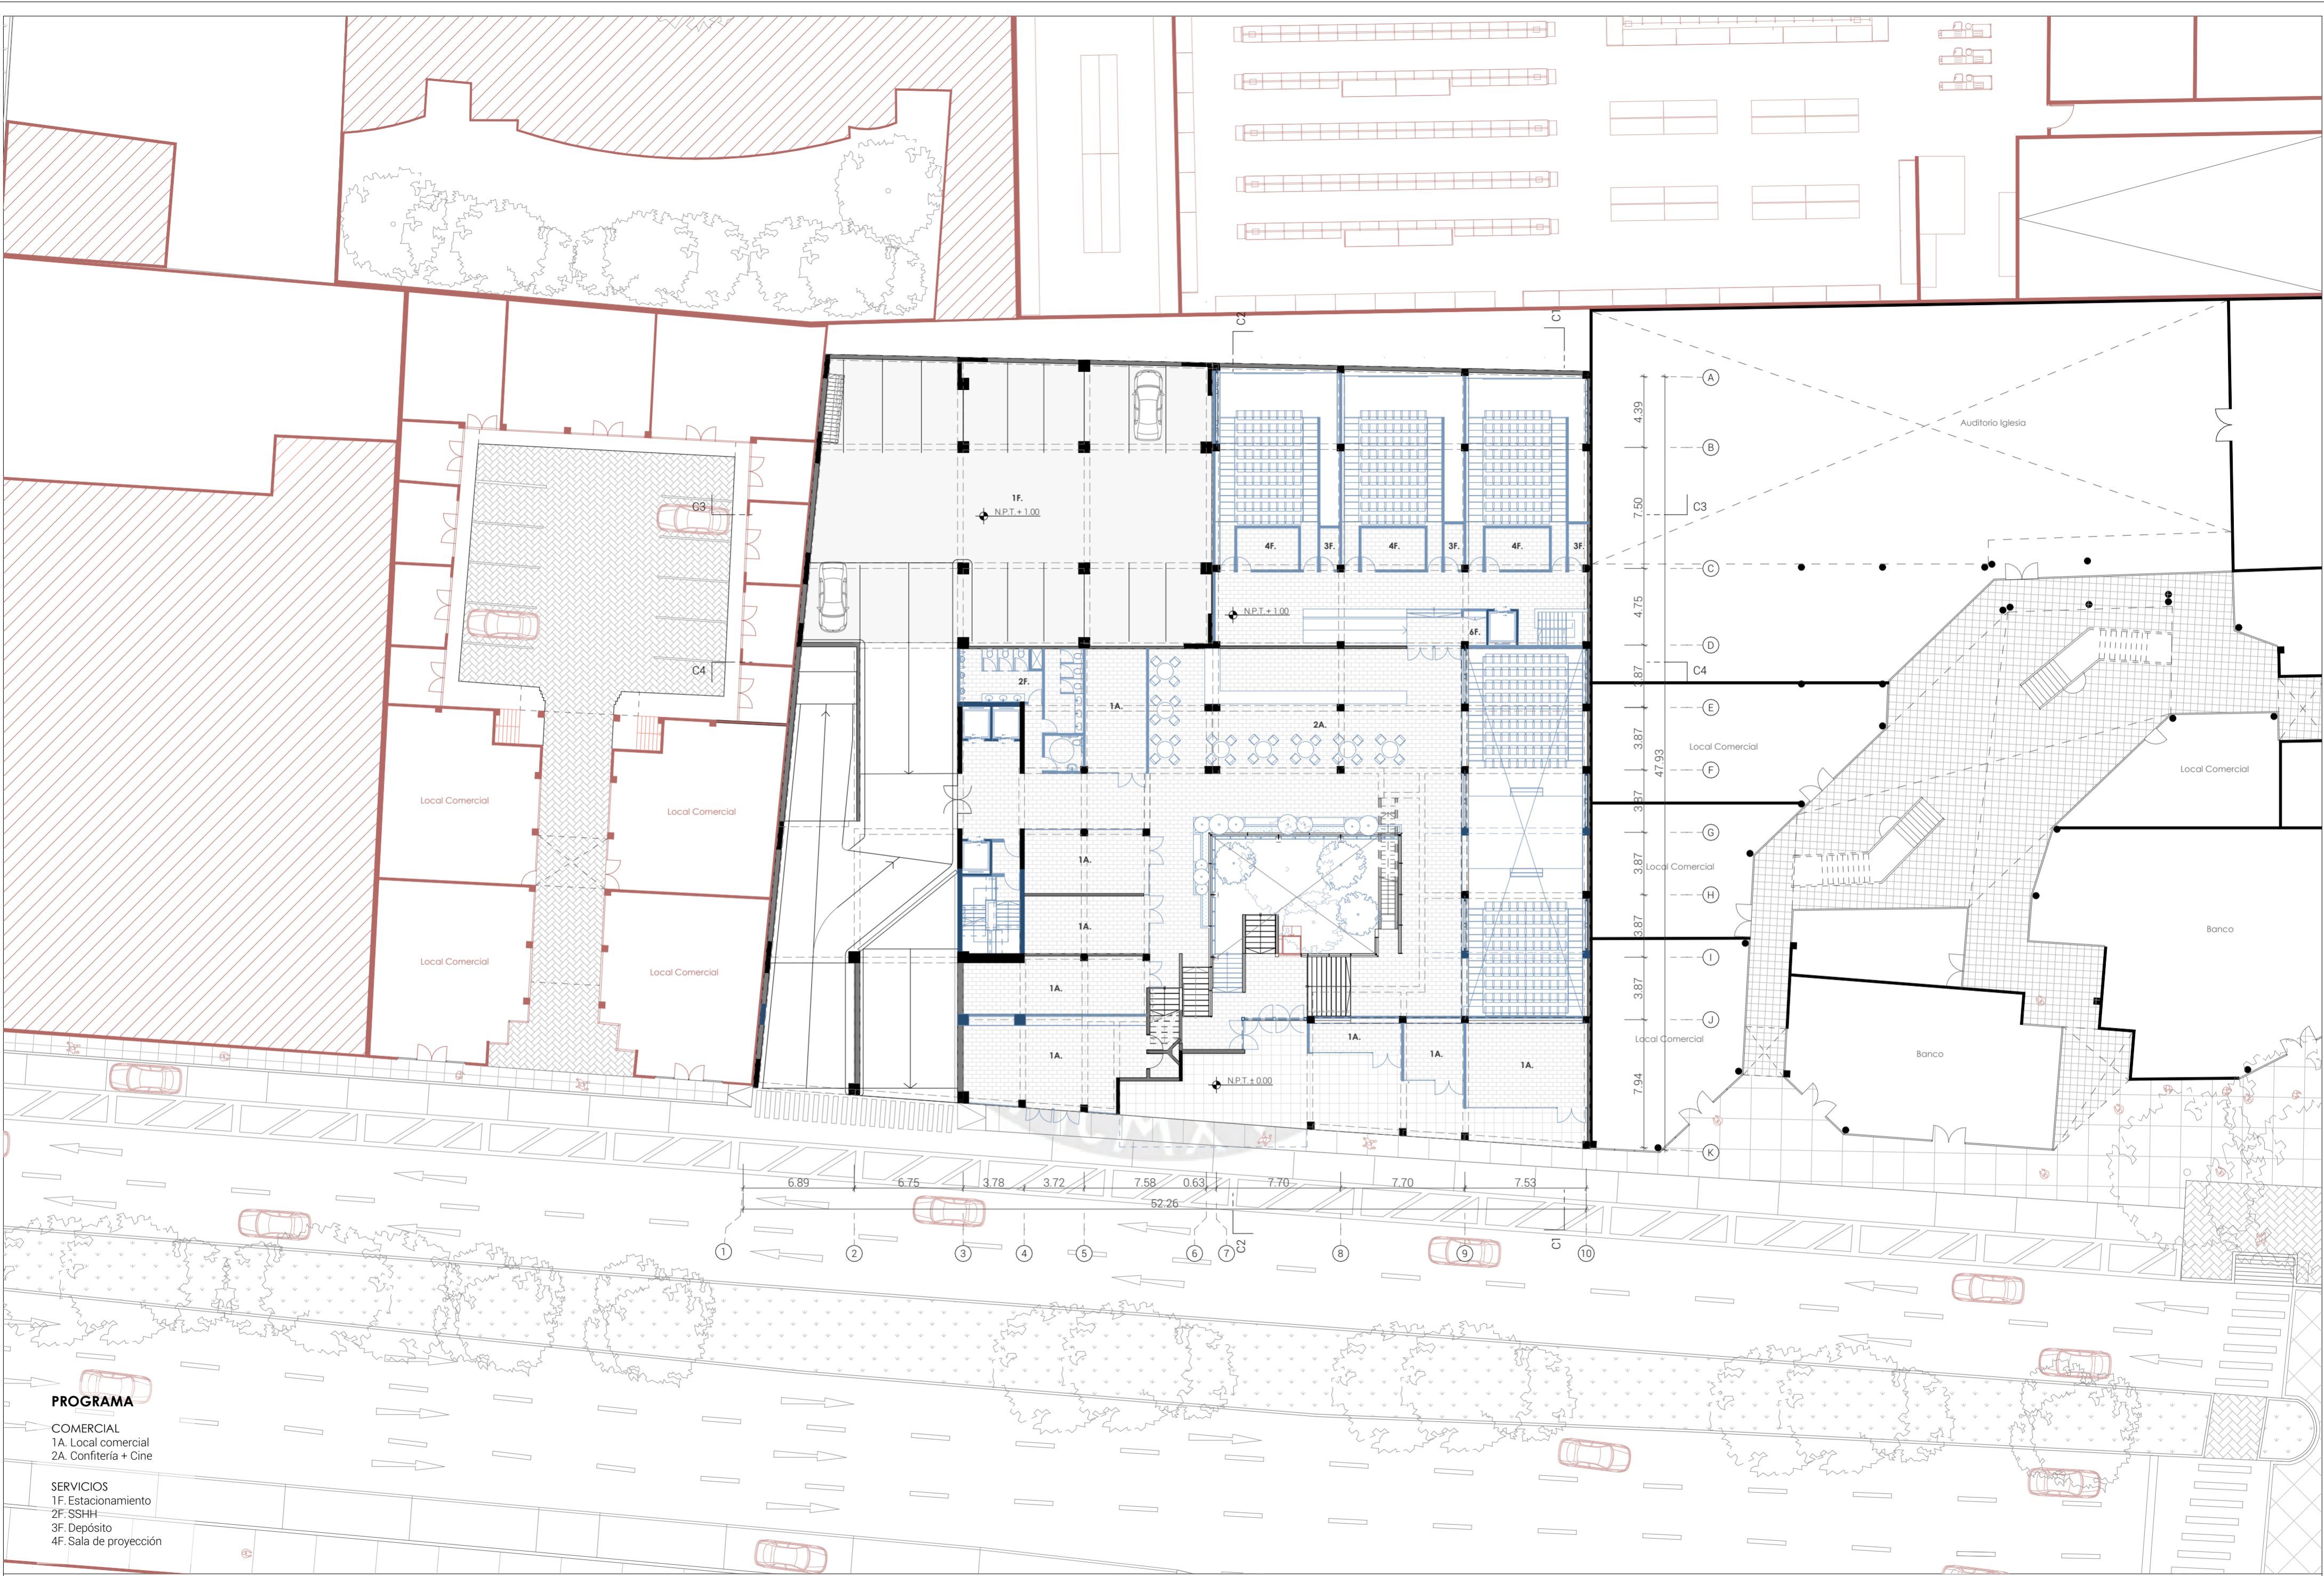 C2
C1
A
4.39
Auditorio Iglesia
B
1F.
N.P.T. + 1.00
C3
7.50
C3
4F.
3F.
4F.
3F.
4F.
3F.
C
4.75
N.P.T. + 1.00
6F.
D
C4
3.87
C4
2F.
1A.
E
2A.
3.87
Local Comercial
47.93
F
Local Comercial
Local Comercial
Local Comercial
3.87
G
1A.
3.87
Local Comercial
H
1A.
3.87
Banco
I
Local Comercial
Local Comercial
1A.
3.87
J
1A.
1A.
1A.
1A.
Local Comercial
Banco
N.P.T. ± 0.00
7.94
K
6.89
6.75
3.78
3.72
7.58
0.63
7.70
7.70
7.53
52.26
1
2
3
4
5
6
7
C2
8
9
C1
10
PROGRAMA
COMERCIAL
1A. Local comercial
2A. Confitería + Cine
SERVICIOS
1F. Estacionamiento
2F. SSHH
3F. Depósito
4F. Sala de proyección